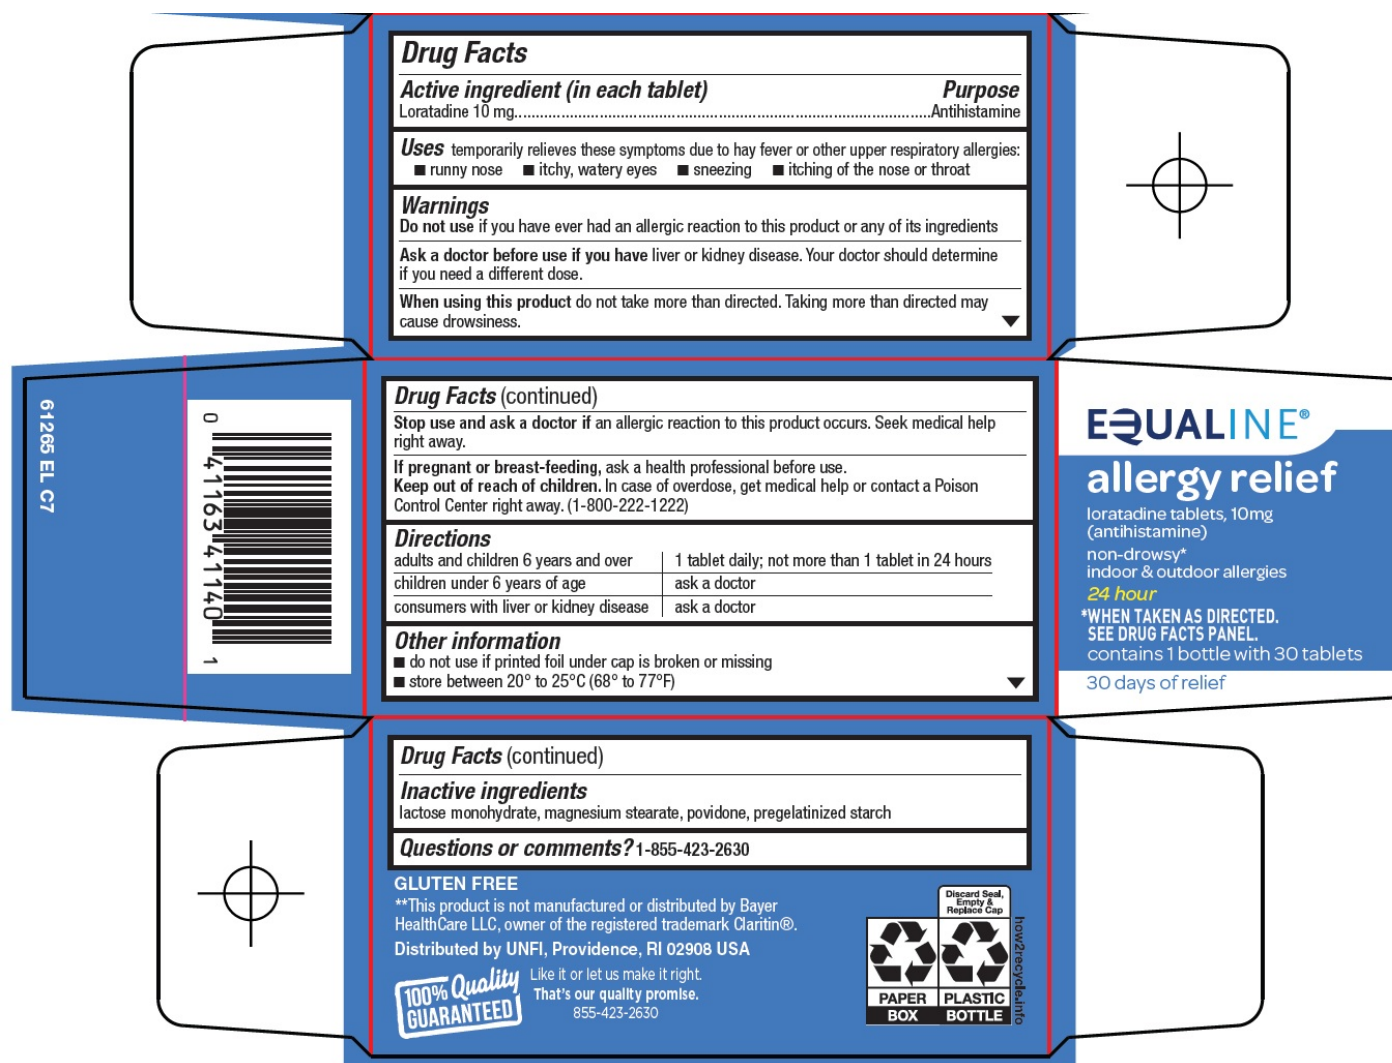 Drug Facts
Active ingredient (in each tablet) Purpose
Loratadine 10 mg....................................................................................................Antihistamine
Uses temporarily relieves these symptoms due to hay fever or other upper respiratory allergies:
■ runny nose ■ itchy, watery eyes ■ sneezing ■ itching of the nose or throat
Warnings
Do not use if you have ever had an allergic reaction to this product or any of its ingredients
Ask a doctor before use if you have liver or kidney disease. Your doctor should determine
if you need a different dose.
When using this product do not take more than directed. Taking more than directed may
cause drowsiness.
61265 EL C7
0 41163 41140 1
Drug Facts (continued)
Stop use and ask a doctor if an allergic reaction to this product occurs. Seek medical help
right away.
If pregnant or breast-feeding, ask a health professional before use.
Keep out of reach of children. In case of overdose, get medical help or contact a Poison
Control Center right away. (1-800-222-1222)
Directions
adults and children 6 years and over 1 tablet daily; not more than 1 tablet in 24 hours
children under 6 years of age ask a doctor
consumers with liver or kidney disease ask a doctor
Other information
■ do not use if printed foil under cap is broken or missing
■ store between 20° to 25°C (68° to 77°F)
EQUALINE®
allergy relief
loratadine tablets, 10mg
(antihistamine)
non-drowsy*
indoor & outdoor allergies
24 hour
*WHEN TAKEN AS DIRECTED.
SEE DRUG FACTS PANEL.
contains 1 bottle with 30 tablets
30 days of relief
Drug Facts (continued)
Inactive ingredients
lactose monohydrate, magnesium stearate, povidone, pregelatinized starch
Questions or comments? 1-855-423-2630
GLUTEN FREE
**This product is not manufactured or distributed by Bayer
HealthCare LLC, owner of the registered trademark Claritin®.
Distributed by UNFI, Providence, RI 02908 USA
100% Quality
GUARANTEED
Like it or let us make it right.
That's our quality promise.
855-423-2630
Discard Seal,
Empty &
Replace Cap
PAPER
BOX
PLASTIC
BOTTLE
how2recycle.info